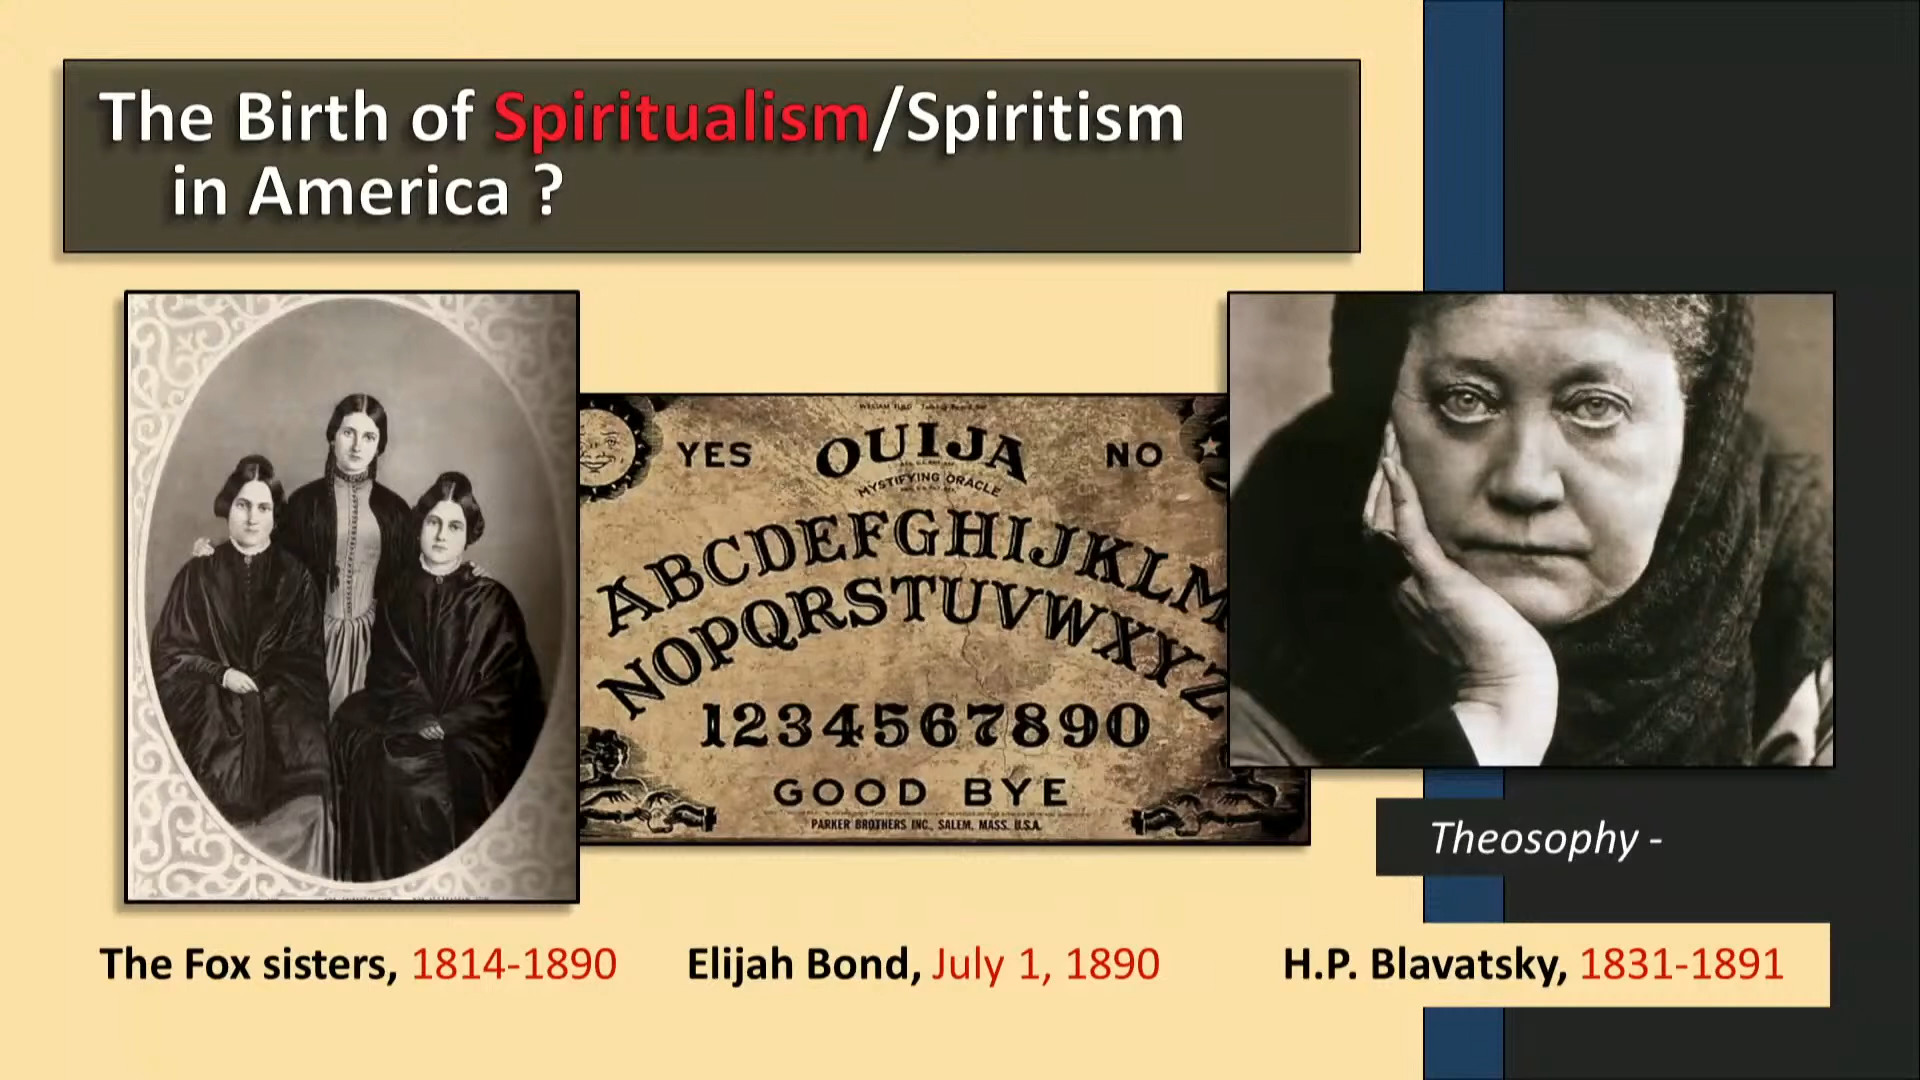 The Birth of Spiritualism/Spiritism
in America ?
YES OUIJA NO
MYSTIFYING ORACLE
ABCDEFGHIJKLM
NOPQRSTUVWXYZ
1234567890
GOOD BYE
PARKER BROTHERS INC., SALEM, MASS. U.S.A.
Theosophy -
The Fox sisters, 1814-1890
Elijah Bond, July 1, 1890
H.P. Blavatsky, 1831-1891